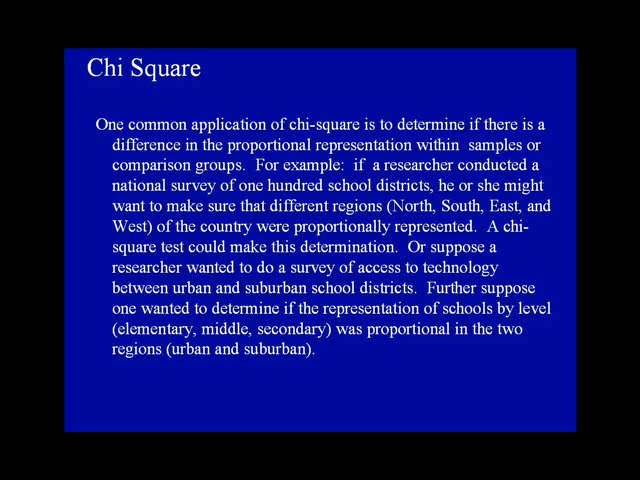 Chi Square
One common application of chi-square is to determine if there is a
difference in the proportional representation within samples or
comparison groups. For example: if a researcher conducted a
national survey of one hundred school districts, he or she might
want to make sure that different regions (North, South, East, and
West) of the country were proportionally represented. A chi-
square test could make this determination. Or suppose a
researcher wanted to do a survey of access to technology
between urban and suburban school districts. Further suppose
one wanted to determine if the representation of schools by level
(elementary, middle, secondary) was proportional in the two
regions (urban and suburban).